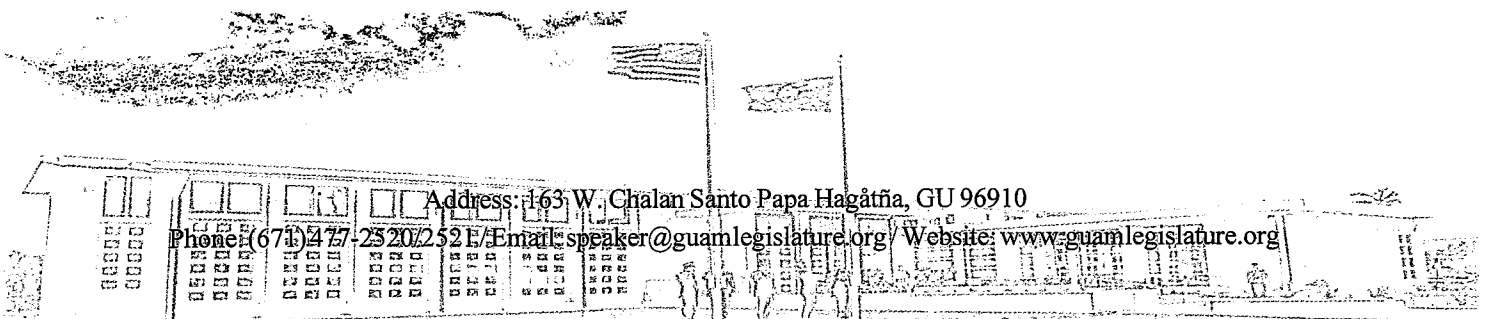 Address: 163 W. Chalan Santo Papa Hagåtña, GU 96910
Phone: (671)477-2520/2521 / Email: speaker@guamlegislature.org / Website: www.guamlegislature.org